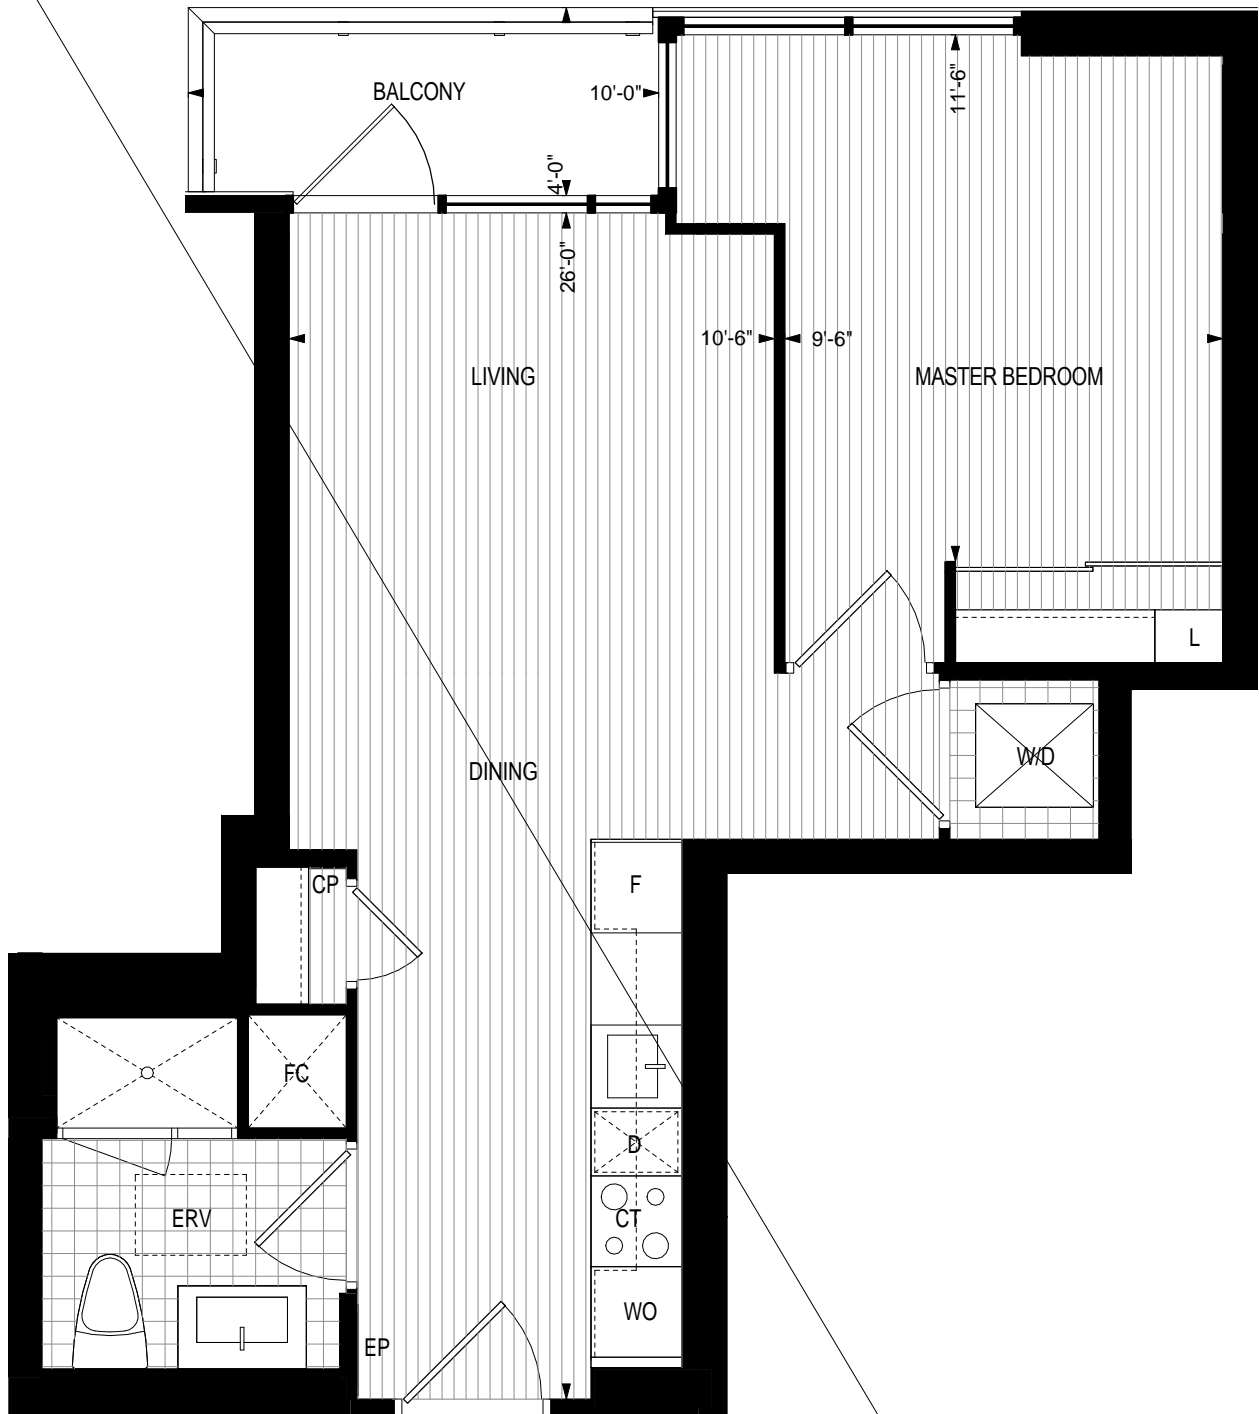 BALCONY
10'-0"
11'-6"
4'-0"
26'-0"
10'-6"
9'-6"
LIVING
MASTER BEDROOM
L
DINING
W/D
CP
F
FC
D
ERV
CT
WO
EP